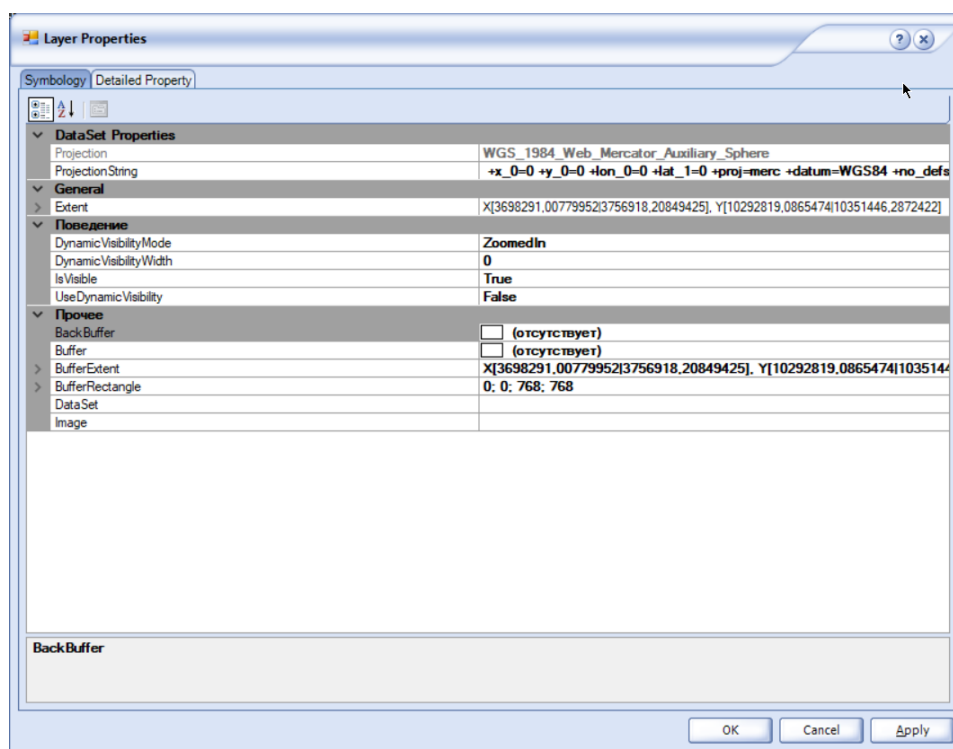 Layer Properties
Symbology Detailed Property
DataSet Properties
Projection WGS_1984_Web_Mercator_Auxiliary_Sphere
ProjectionString +x_0=0 +y_0=0 +lon_0=0 +lat_1=0 +proj=merc +datum=WGS84 +no_defs
General
Extent X[3698291,00779952|3756918,20849425], Y[10292819,0865474|10351446,2872422]
Поведение
DynamicVisibilityMode ZoomedIn
DynamicVisibilityWidth 0
IsVisible True
UseDynamicVisibility False
Прочее
BackBuffer (отсутствует)
Buffer (отсутствует)
BufferExtent X[3698291,00779952|3756918,20849425], Y[10292819,0865474|1035144
BufferRectangle 0; 0; 768; 768
DataSet
Image
BackBuffer
OK Cancel Apply